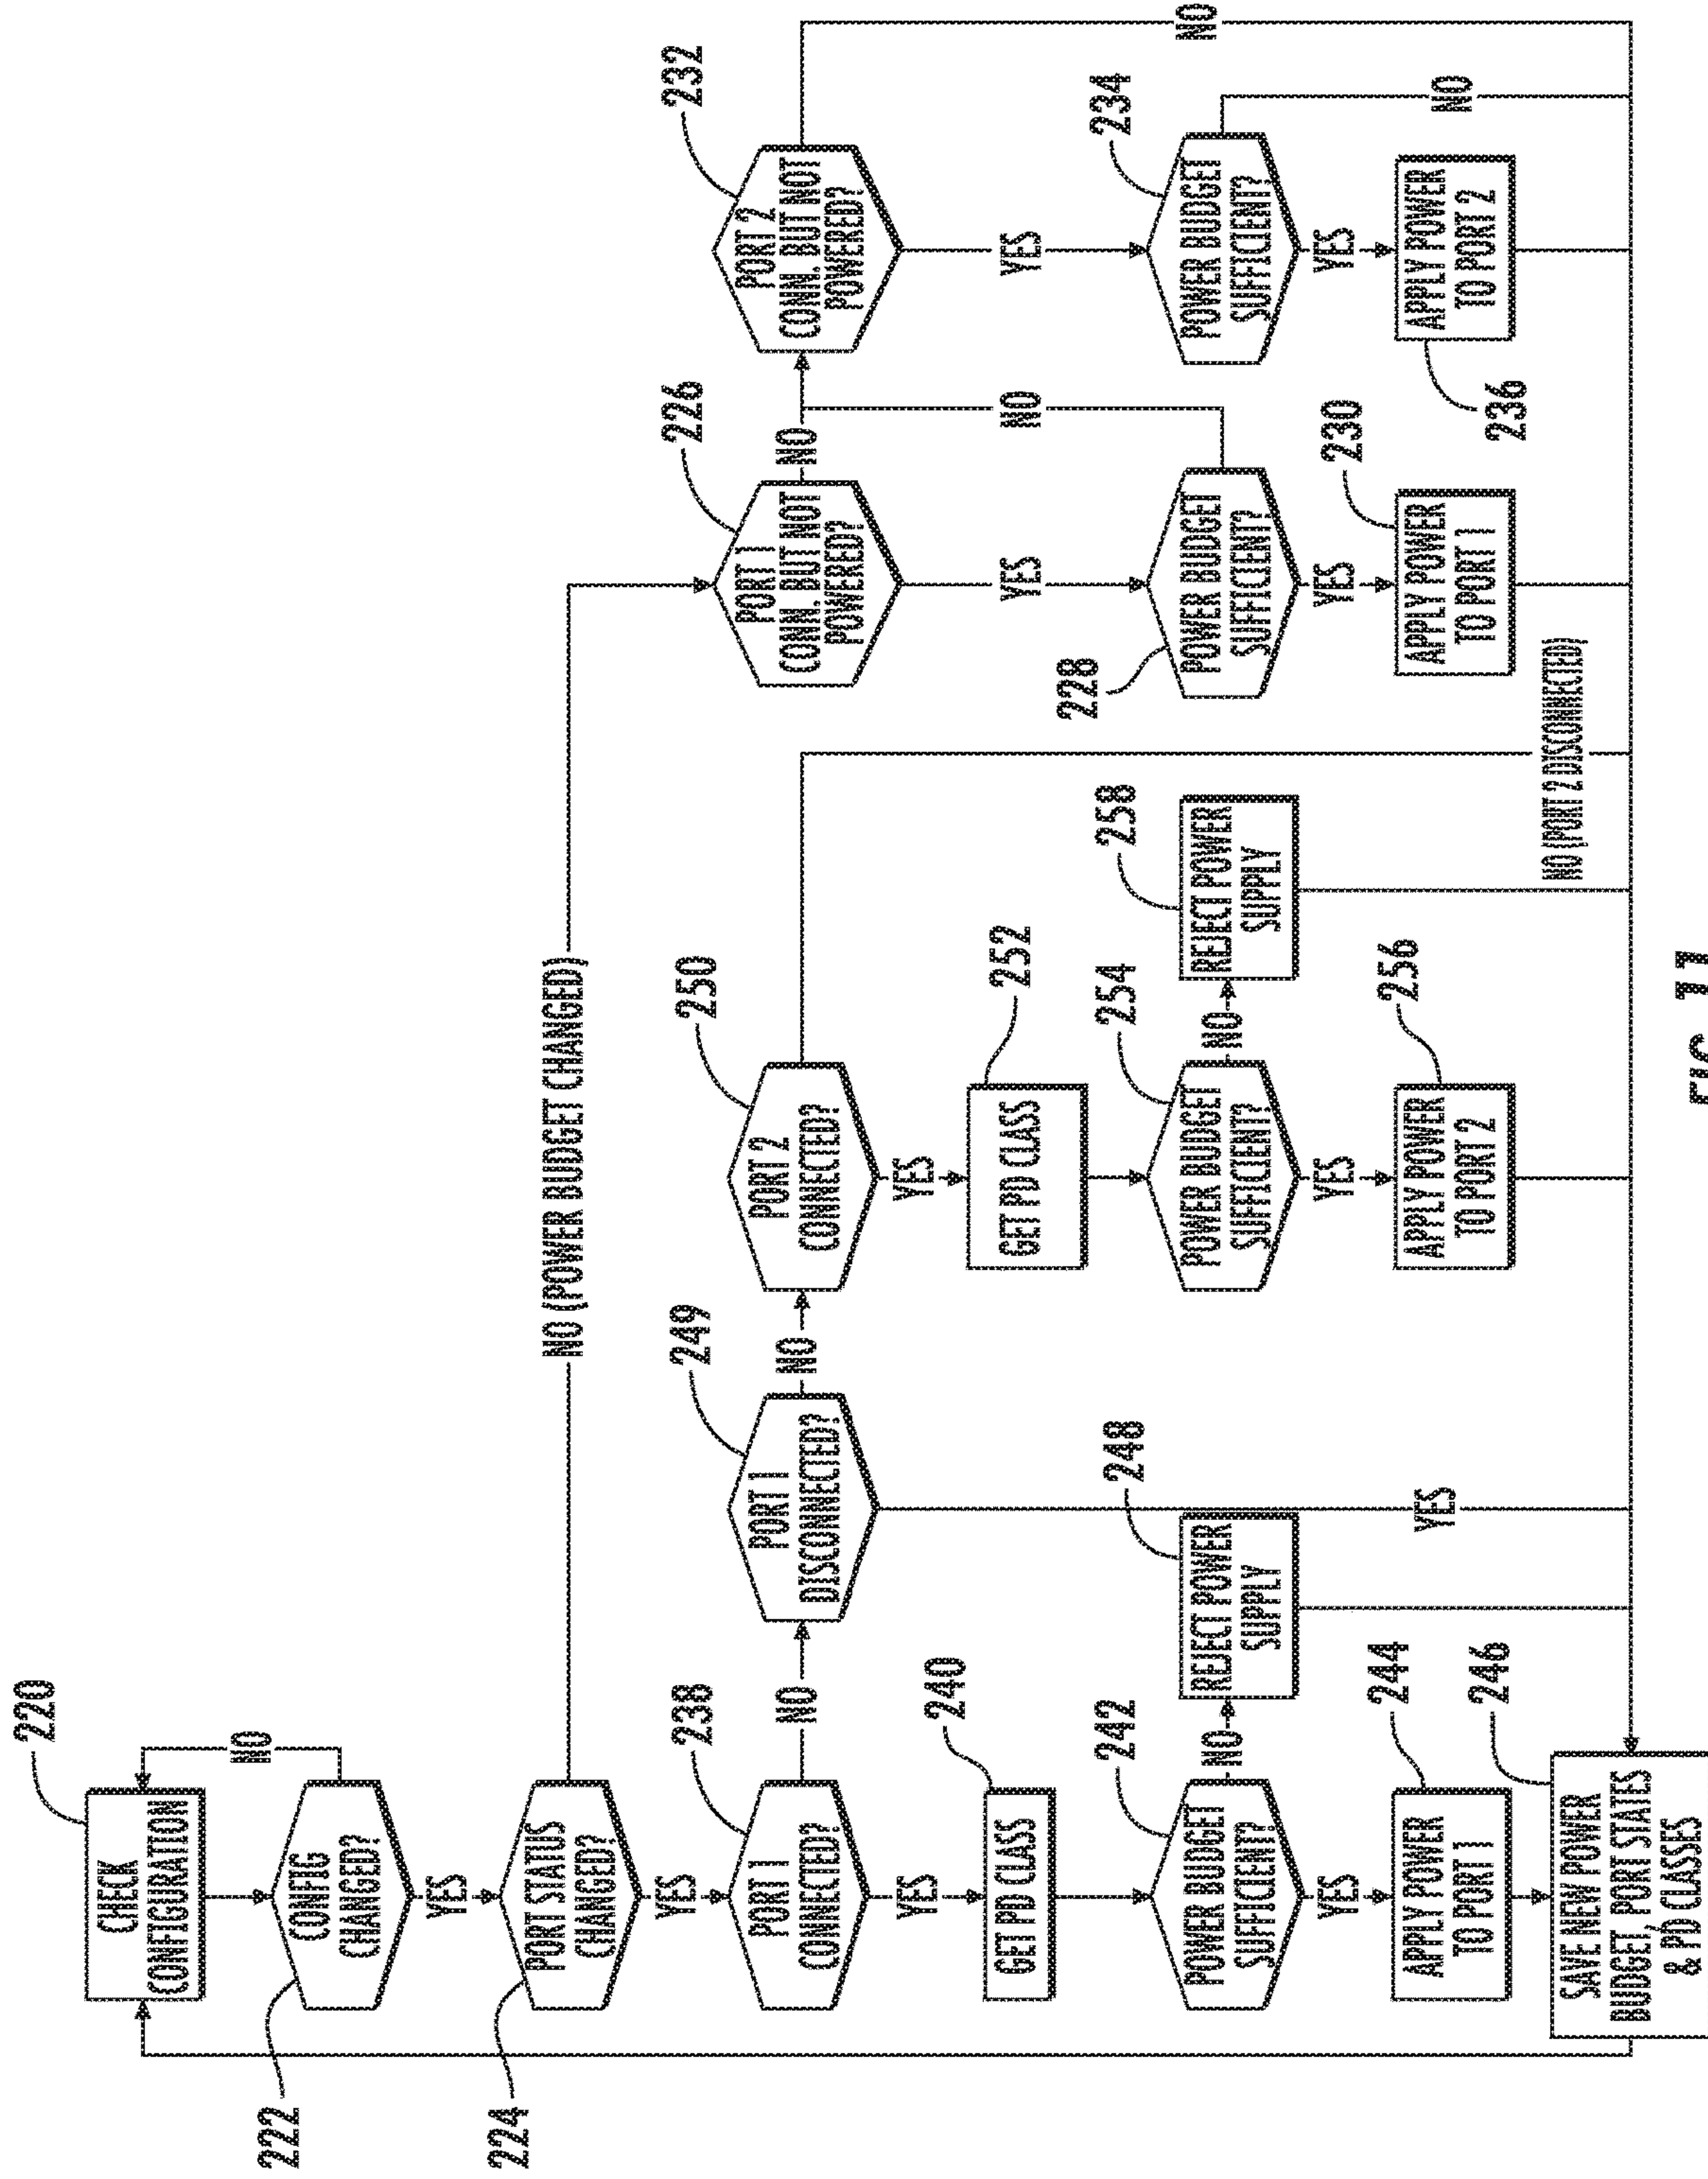 220
CHECK
CONFIGURATION
NO
222
CONFIG
CHANGED?
YES
224
PORT STATUS
CHANGED?
NO (POWER BUDGET CHANGED)
YES
238
PORT 1
CONNECTED?
NO
249
PORT 1
DISCONNECTED?
NO
250
PORT 2
CONNECTED?
226
PORT 1
CONN. BUT NOT
POWERED?
NO
232
PORT 2
CONN. BUT NOT
POWERED?
NO
YES
240
GET PD CLASS
YES
252
GET PD CLASS
YES
NO
YES
242
POWER BUDGET
SUFFICIENT?
NO
248
REJECT POWER
SUPPLY
254
POWER BUDGET
SUFFICIENT?
NO
258
REJECT POWER
SUPPLY
228
POWER BUDGET
SUFFICIENT?
234
POWER BUDGET
SUFFICIENT?
NO
YES
YES
YES
YES
YES
244
APPLY POWER
TO PORT 1
256
APPLY POWER
TO PORT 2
230
APPLY POWER
TO PORT 1
236
APPLY POWER
TO PORT 2
NO (PORT 2 DISCONNECTED)
246
SAVE NEW POWER
BUDGET, PORT STATES
& PD CLASSES